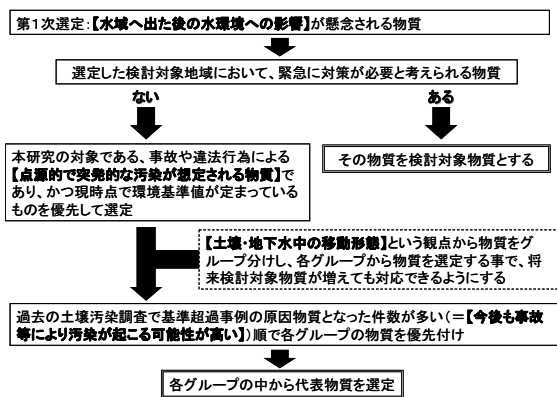 第1次選定:【水域へ出た後の水環境への影響】が懸念される物質
選定した検討対象地域において、緊急に対策が必要と考えられる物質
ない
ある
本研究の対象である、事故や違法行為による
【点源的で突発的な汚染が想定される物質】で
あり、かつ現時点で環境基準値が定まっている
ものを優先して選定
その物質を検討対象物質とする
【土壌・地下水中の移動形態】という観点から物質をグ
ループ分けし、各グループから物質を選定する事で、将
来検討対象物質が増えても対応できるようにする
過去の土壌汚染調査で基準超過事例の原因物質となった件数が多い(=【今後も事故
等により汚染が起こる可能性が高い】)順で各グループの物質を優先付け
各グループの中から代表物質を選定